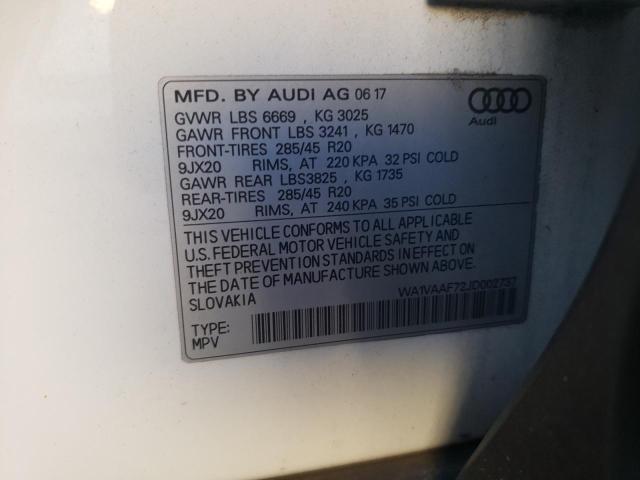 MFD. BY AUDI AG 06 17
GVWR LBS 6669 , KG 3025
GAWR FRONT LBS 3241 , KG 1470
FRONT-TIRES 285/45 R20
9JX20 RIMS, AT 220 KPA 32 PSI COLD
GAWR REAR LBS3825 , KG 1735
REAR-TIRES 285/45 R20
9JX20 RIMS, AT 240 KPA 35 PSI COLD
Audi
THIS VEHICLE CONFORMS TO ALL APPLICABLE
U.S. FEDERAL MOTOR VEHICLE SAFETY AND
THEFT PREVENTION STANDARDS IN EFFECT ON
THE DATE OF MANUFACTURE SHOWN ABOVE.
SLOVAKIA
WA1VAAF72JD002737
TYPE:
MPV